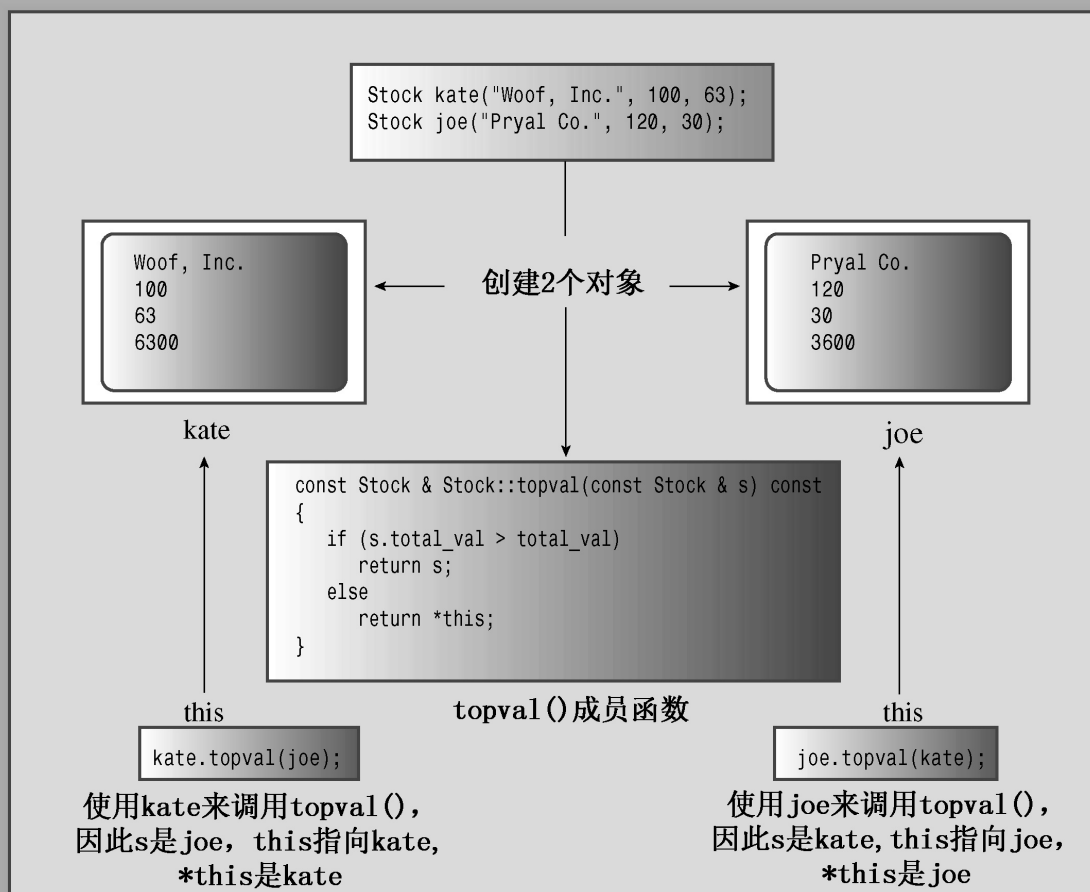 Stock kate("Woof, Inc.", 100, 63);
Stock joe("Pryal Co.", 120, 30);
Woof, Inc.
100
63
6300
kate
创建2个对象
Pryal Co.
120
30
3600
joe
const Stock & Stock::topval(const Stock & s) const
{
if (s.total_val > total_val)
return s;
else
return *this;
}
topval()成员函数
this
kate.topval(joe);
使用kate来调用topval(),
因此s是joe, this指向kate,
*this是kate
this
joe.topval(kate);
使用joe来调用topval(),
因此s是kate,this指向joe,
*this是joe